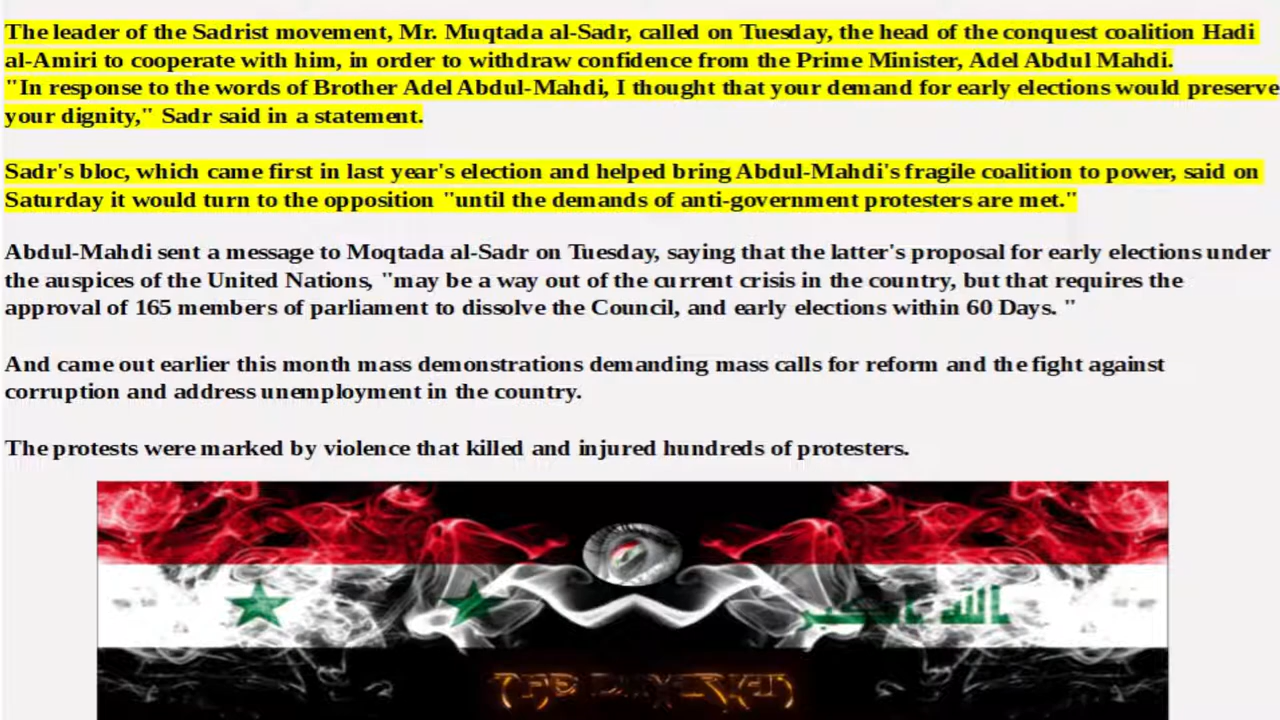 The leader of the Sadrist movement, Mr. Muqtada al-Sadr, called on Tuesday, the head of the conquest coalition Hadi
al-Amiri to cooperate with him, in order to withdraw confidence from the Prime Minister, Adel Abdul Mahdi.
"In response to the words of Brother Adel Abdul-Mahdi, I thought that your demand for early elections would preserve
your dignity," Sadr said in a statement.
Sadr's bloc, which came first in last year's election and helped bring Abdul-Mahdi's fragile coalition to power, said on
Saturday it would turn to the opposition "until the demands of anti-government protesters are met."
Abdul-Mahdi sent a message to Moqtada al-Sadr on Tuesday, saying that the latter's proposal for early elections under
the auspices of the United Nations, "may be a way out of the current crisis in the country, but that requires the
approval of 165 members of parliament to dissolve the Council, and early elections within 60 Days. "
And came out earlier this month mass demonstrations demanding mass calls for reform and the fight against
corruption and address unemployment in the country.
The protests were marked by violence that killed and injured hundreds of protesters.
الله اكبر